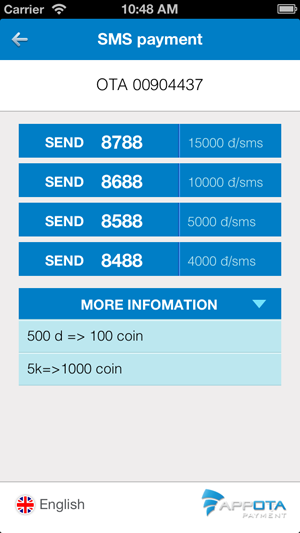 Carrier 10:48 AM
SMS payment
OTA 00904437
SEND 8788 15000 d/sms
SEND 8688 10000 d/sms
SEND 8588 5000 d/sms
SEND 8488 4000 d/sms
MORE INFOMATION
500 d => 100 coin
5k=>1000 coin
English
APPOTA
PAYMENT